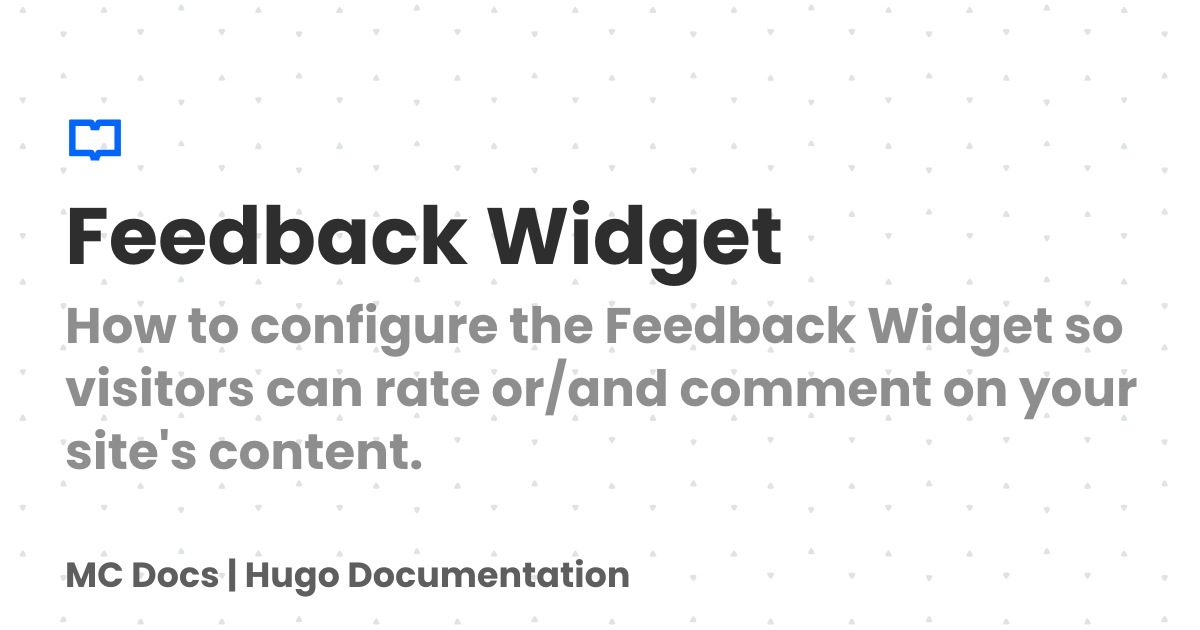 Feedback Widget
How to configure the Feedback Widget so
visitors can rate or/and comment on your
site's content.
MC Docs | Hugo Documentation